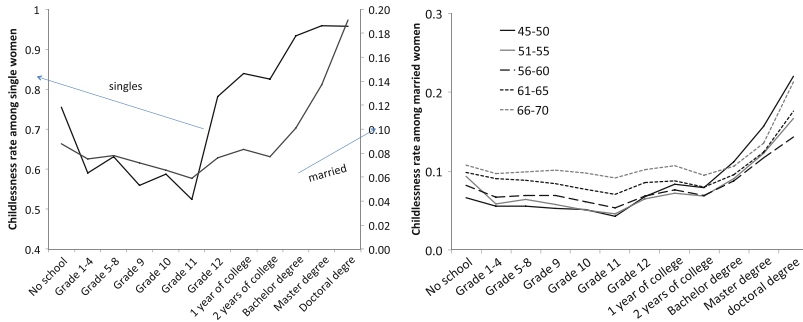 Childlessness rate among single women
1
0.9
0.8
0.7
0.6
0.5
0.4
0.20
0.18
0.16
0.14
0.12
0.10
0.08
0.06
0.04
0.02
0.00
singles
married
No school
Grade 1-4
Grade 5-8
Grade 9
Grade 10
Grade 11
Grade 12
1 year of college
2 years of college
Bachelor degree
Master degree
Doctoral degre
Childlessness rate among married women
0.3
0.2
0.1
0.0
45-50
51-55
56-60
61-65
66-70
No school
Grade 1-4
Grade 5-8
Grade 9
Grade 10
Grade 11
Grade 12
1 year of college
2 years of college
Bachelor degree
Master degree
doctoral degree